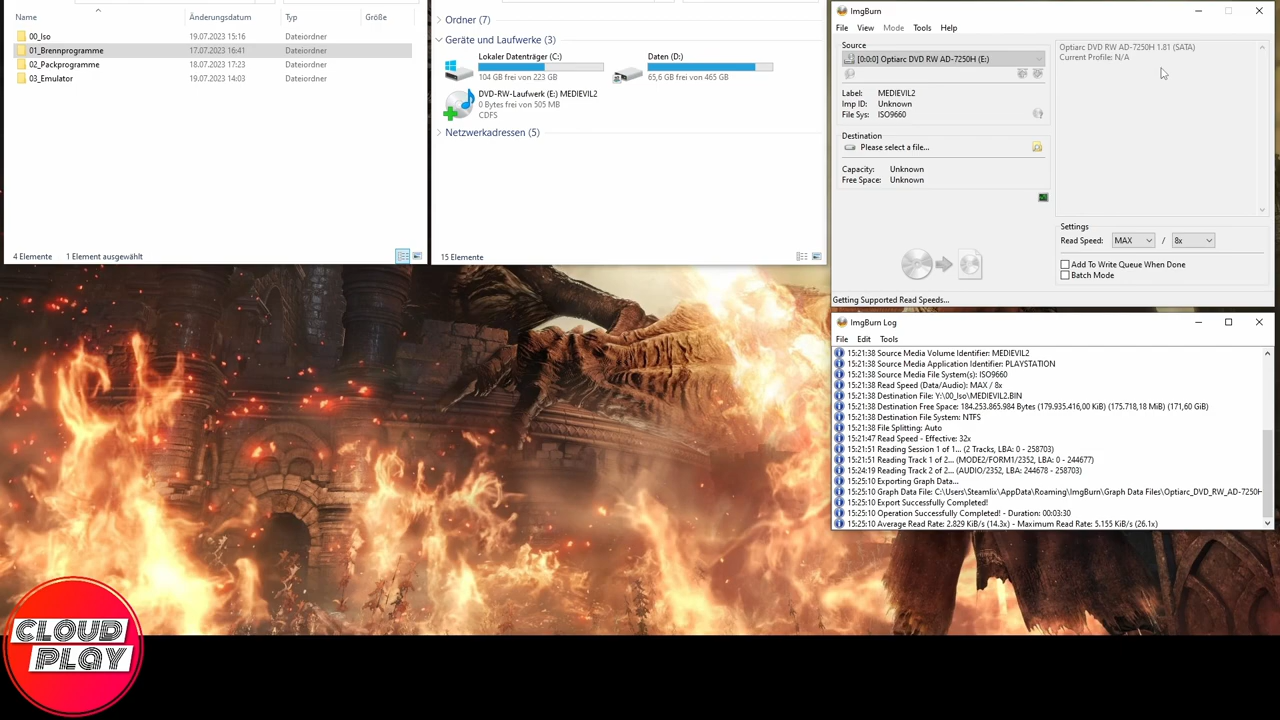 Name Änderungsdatum Typ Größe
00_Iso 19.07.2023 15:16 Dateiordner
01_Brennprogramme 19.07.2023 16:41 Dateiordner
02_Packprogramme 18.07.2023 17:23 Dateiordner
03_Emulator 19.07.2023 14:03 Dateiordner
4 Elemente 1 Element ausgewählt
Ordner (7)
Geräte und Laufwerke (3)
Lokaler Datenträger (C:)
104 GB frei von 223 GB
Daten (D:)
65,6 GB frei von 465 GB
DVD-RW-Laufwerk (E:) MEDIEVIL2
0 Bytes frei von 505 MB
CDFS
Netzwerkadressen (5)
15 Elemente
ImgBurn
File View Mode Tools Help
Source
[0:0:0] Optiarc DVD RW AD-7250H (E:)
Label: MEDIEVIL2
Imp ID: Unknown
File Sys: ISO9660
Destination
Please select a file...
Capacity: Unknown
Free Space: Unknown
Optiarc DVD RW AD-7250H 1.81 (SATA)
Current Profile: N/A
Settings
Read Speed: MAX / 8x
Add To Write Queue When Done
Batch Mode
Getting Supported Read Speeds...
ImgBurn Log
File Edit Tools
15:21:38 Source Media Volume Identifier: MEDIEVIL2
15:21:38 Source Media Application Identifier: PLAYSTATION
15:21:38 Source Media File System(s): ISO9660
15:21:38 Read Speed (Data/Audio): MAX / 8x
15:21:38 Destination File: Y:\00_Iso\MEDIEVIL2.BIN
15:21:38 Destination Free Space: 184.253.865.984 Bytes (179.935.416,00 KiB) (175.718,18 MiB) (171,60 GiB)
15:21:38 Destination File System: NTFS
15:21:38 File Splitting: Auto
15:21:47 Read Speed - Effective: 32x
15:21:51 Reading Session 1 of 1... (2 Tracks, LBA: 0 - 258703)
15:21:51 Reading Track 1 of 2... (MODE2/FORM1/2352, LBA: 0 - 244677)
15:24:19 Reading Track 2 of 2... (AUDIO/2352, LBA: 244678 - 258703)
15:25:10 Exporting Graph Data...
15:25:10 Graph Data File: C:\Users\Steamlix\AppData\Roaming\ImgBurn\Graph Data Files\Optiarc_DVD_RW_AD-7250H
15:25:10 Export Successfully Completed!
15:25:10 Operation Successfully Completed! - Duration: 00:03:30
15:25:10 Average Read Rate: 2.829 KiB/s (14.3x) - Maximum Read Rate: 5.155 KiB/s (26.1x)
CLOUD
PLAY